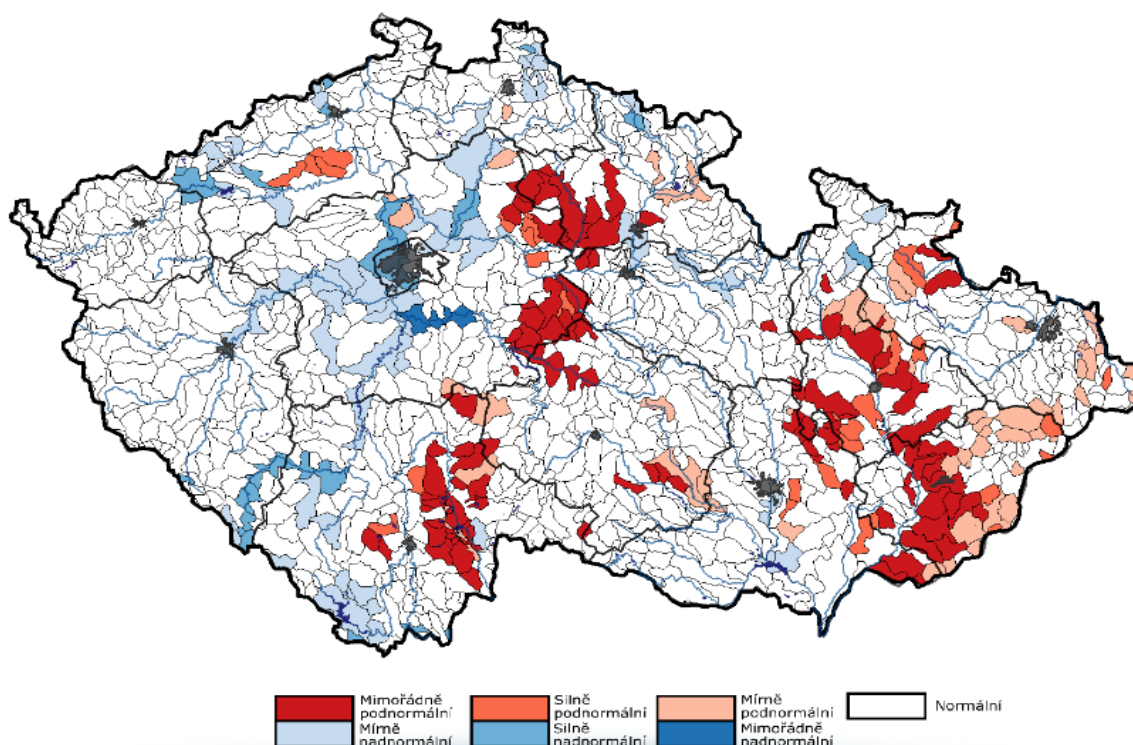 Mimořádně
podnormální
Silně
podnormální
Mírně
podnormální
Normální
Mírně
nadnormální
Silně
nadnormální
Mimořádně
nadnormální